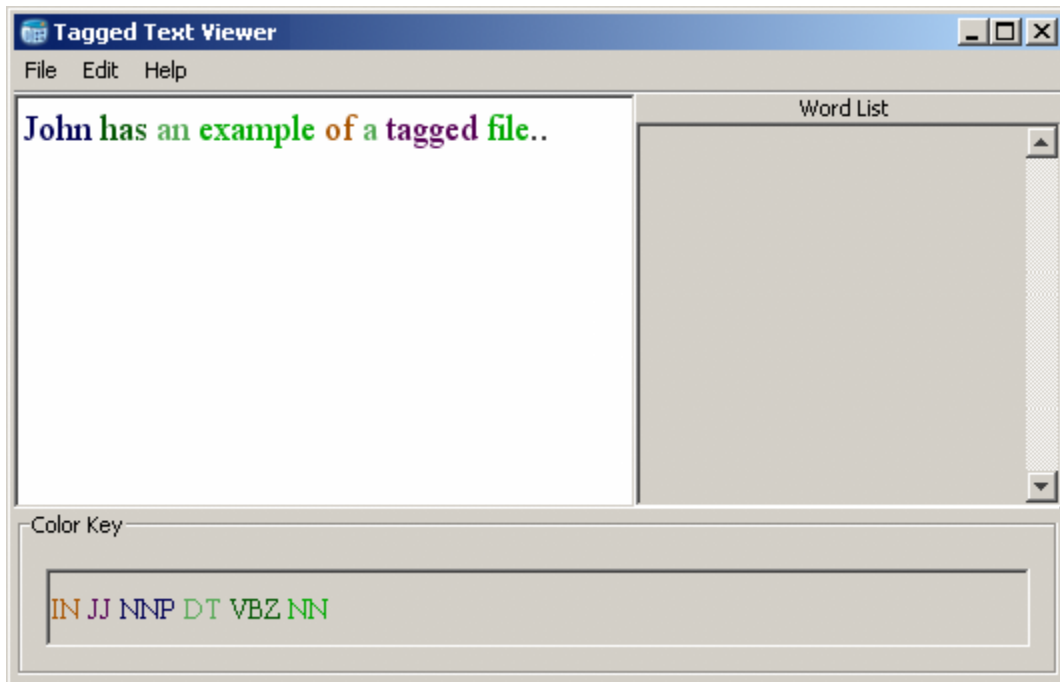 Tagged Text Viewer
File Edit Help
John has an example of a tagged file..
Word List
Color Key
IN JJ NNP DT VBZ NN